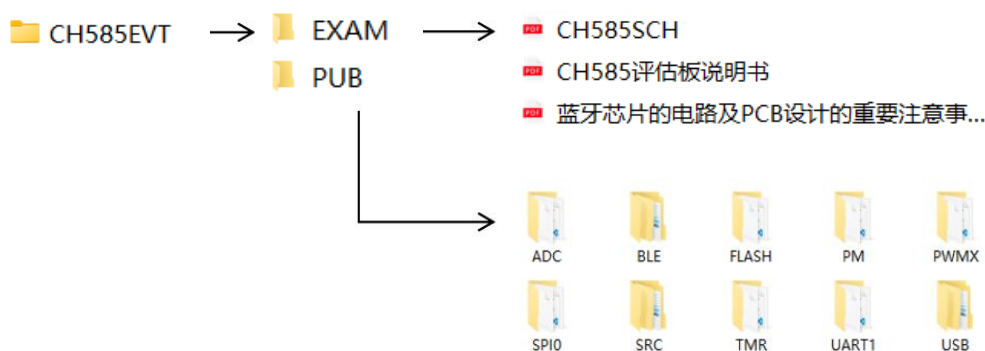 CH585EVT
EXAM
PUB
CH585SCH
CH585评估板说明书
蓝牙芯片的电路及PCB设计的重要注意事...
ADC BLE FLASH PM PWMX
SPI0 SRC TMR UART1 USB